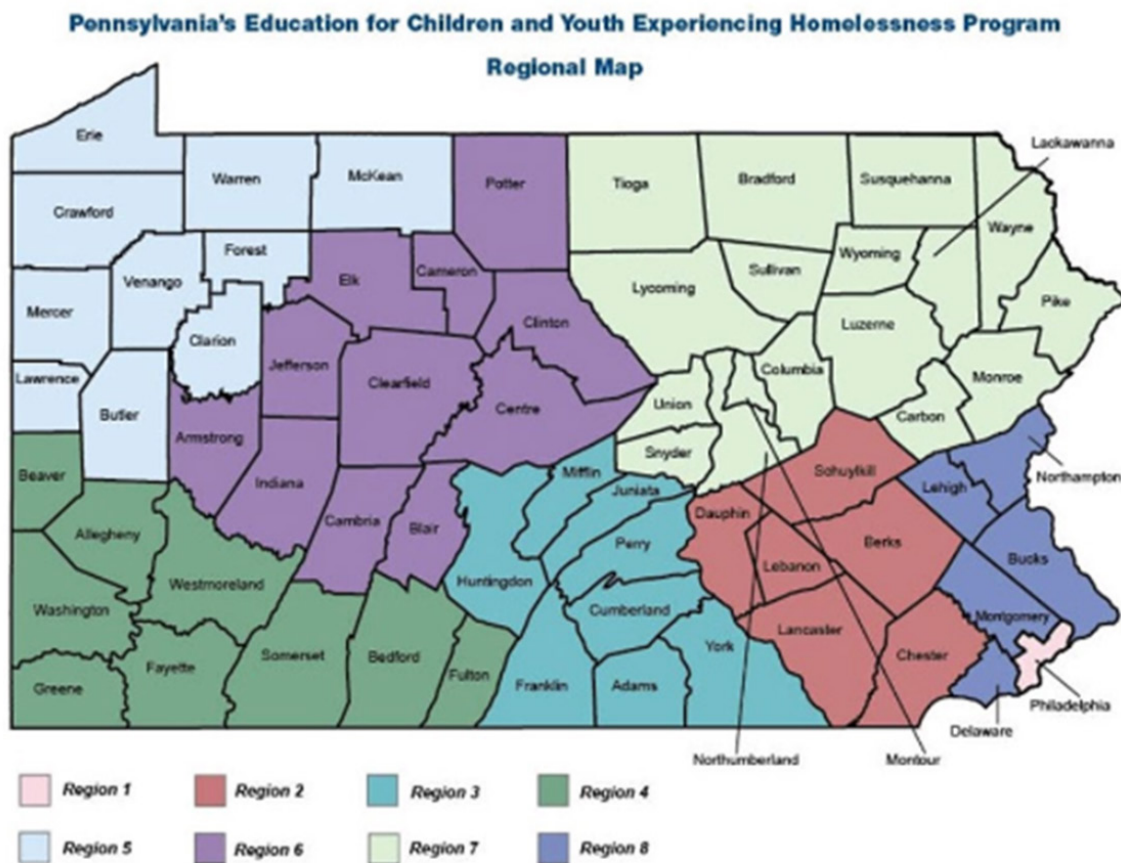 Pennsylvania's Education for Children and Youth Experiencing Homelessness Program
Regional Map
Erie
Warren
McKean
Potter
Tioga
Bradford
Susquehanna
Lackawanna
Crawford
Wayne
Forest
Wyoming
Venango
Elk
Cameron
Sullivan
Lycoming
Pike
Mercer
Clinton
Luzerne
Clarion
Jefferson
Columbia
Lawrence
Clearfield
Monroe
Butler
Centre
Union
Carbon
Armstrong
Snyder
Beaver
Indiana
Mifflin
Schuylkill
Northampton
Juniata
Lehigh
Cambria
Blair
Dauphin
Allegheny
Perry
Berks
Bucks
Westmoreland
Huntingdon
Lebanon
Washington
Cumberland
Montgomery
Lancaster
York
Somerset
Bedford
Chester
Fayette
Fulton
Greene
Franklin
Adams
Philadelphia
Delaware
Northumberland
Montour
Region 1
Region 2
Region 3
Region 4
Region 5
Region 6
Region 7
Region 8